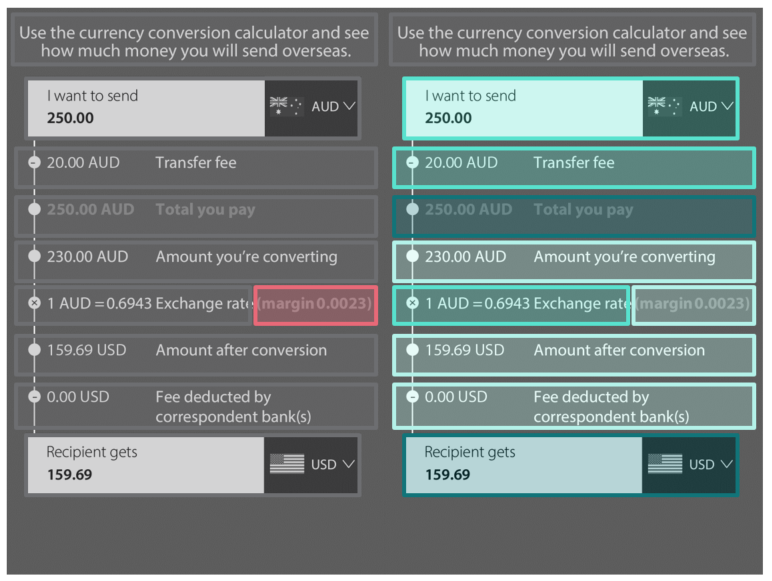 Use the currency conversion calculator and see
how much money you will send overseas.
I want to send
250.00
AUD
20.00 AUD Transfer fee
250.00 AUD Total you pay
230.00 AUD Amount you're converting
1 AUD = 0.6943 Exchange rate (margin 0.0023)
159.69 USD Amount after conversion
0.00 USD Fee deducted by
correspondent bank(s)
Recipient gets
159.69
USD
Use the currency conversion calculator and see
how much money you will send overseas.
I want to send
250.00
AUD
20.00 AUD Transfer fee
250.00 AUD Total you pay
230.00 AUD Amount you're converting
1 AUD = 0.6943 Exchange rate (margin 0.0023)
159.69 USD Amount after conversion
0.00 USD Fee deducted by
correspondent bank(s)
Recipient gets
159.69
USD